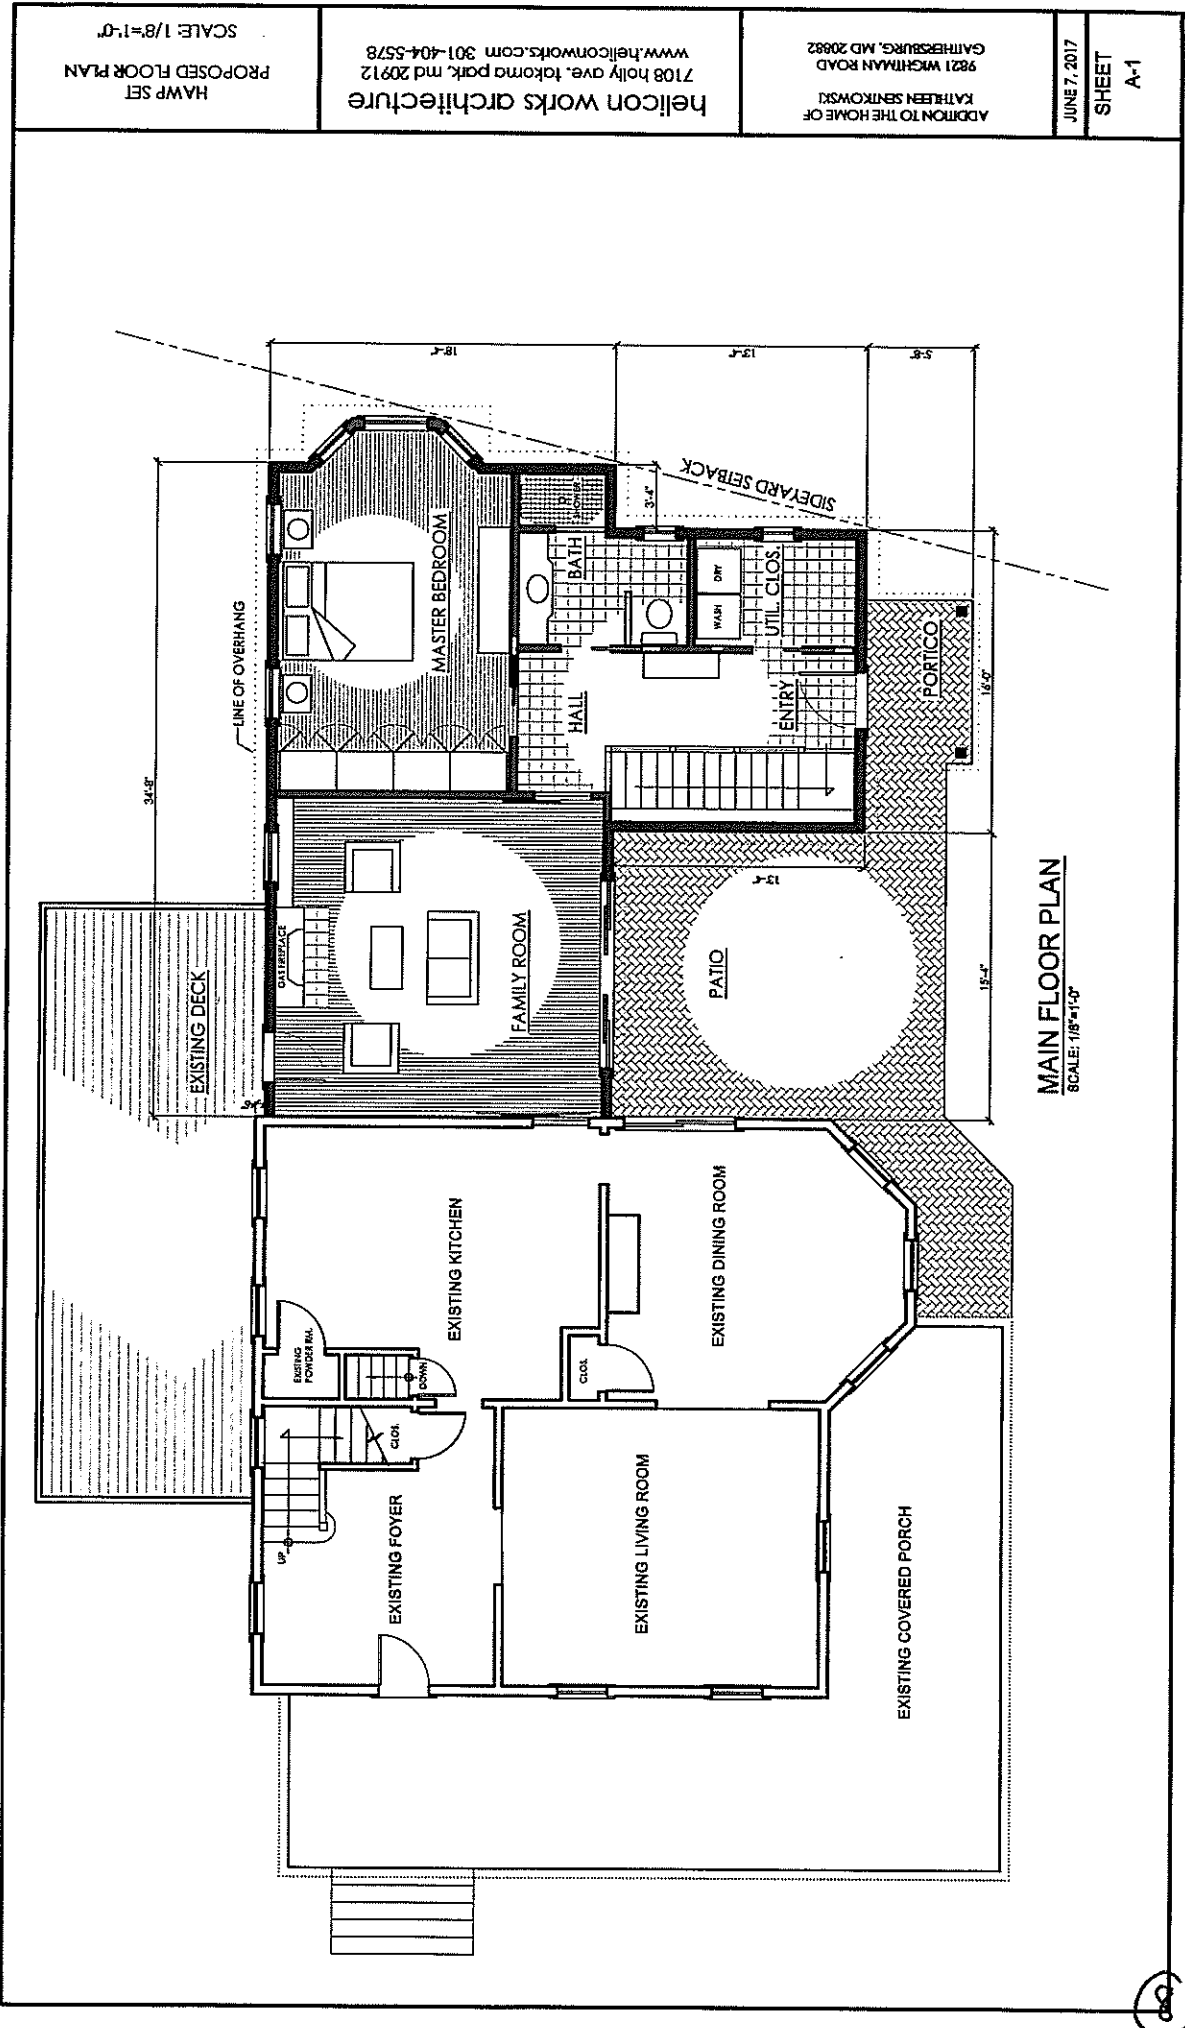 SCALE: 1/8"=1'-0"
PROPOSED FLOOR PLAN
HAWP SET
helicon works architecture
7108 holly ave. takoma park, md 20912
www.heliconworks.com 301-404-5578
ADDITION TO THE HOME OF
KATHLEEN SENTKOWSKI
9821 WIGHTMAN ROAD
GAITHERSBURG, MD 20882
JUNE 7, 2017
SHEET
A-1
18'-4"
13'-4"
5'-8"
SIDEYARD SETBACK
3'-4"
34'-8"
LINE OF OVERHANG
MASTER BEDROOM
SHOWER
BATH
DRY
WASH
UTIL. CLOS.
HALL
ENTRY
PORTICO
16'-0"
EXISTING DECK
GAS FIREPLACE
FAMILY ROOM
13'-4"
PATIO
15'-4"
MAIN FLOOR PLAN
SCALE: 1/8"=1'-0"
EXISTING KITCHEN
EXISTING DINING ROOM
EXISTING
POWDER RM.
DOWN
CLOS.
CLOS.
UP
EXISTING FOYER
EXISTING LIVING ROOM
EXISTING COVERED PORCH
8